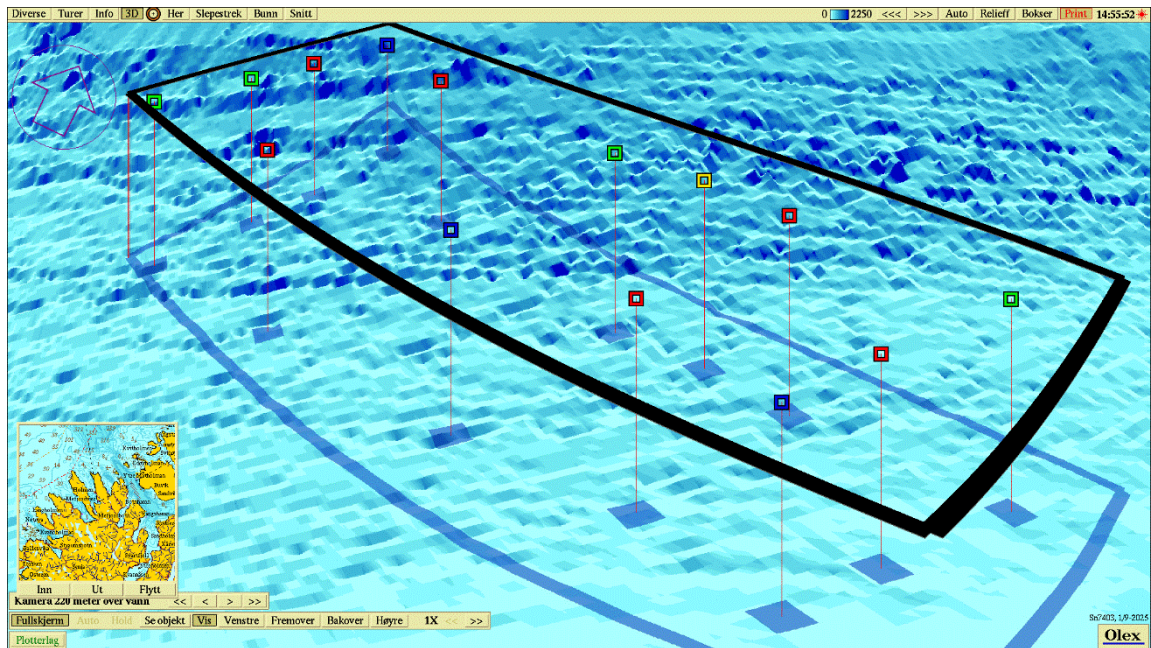 Diverse Turer Info 3D Her Slepestrek Bunn Snitt 0 2250 <<< >>> Auto Relieff Bokser Print 14:55:52
Inn Ut Flytt
Kamera 220 meter over vann << < > >>
Fullskjerm Auto Hold Se objekt Vis Venstre Fremover Bakover Høyre 1X << >>
Sn7403, 1/9-2025
Plotterlag Olex